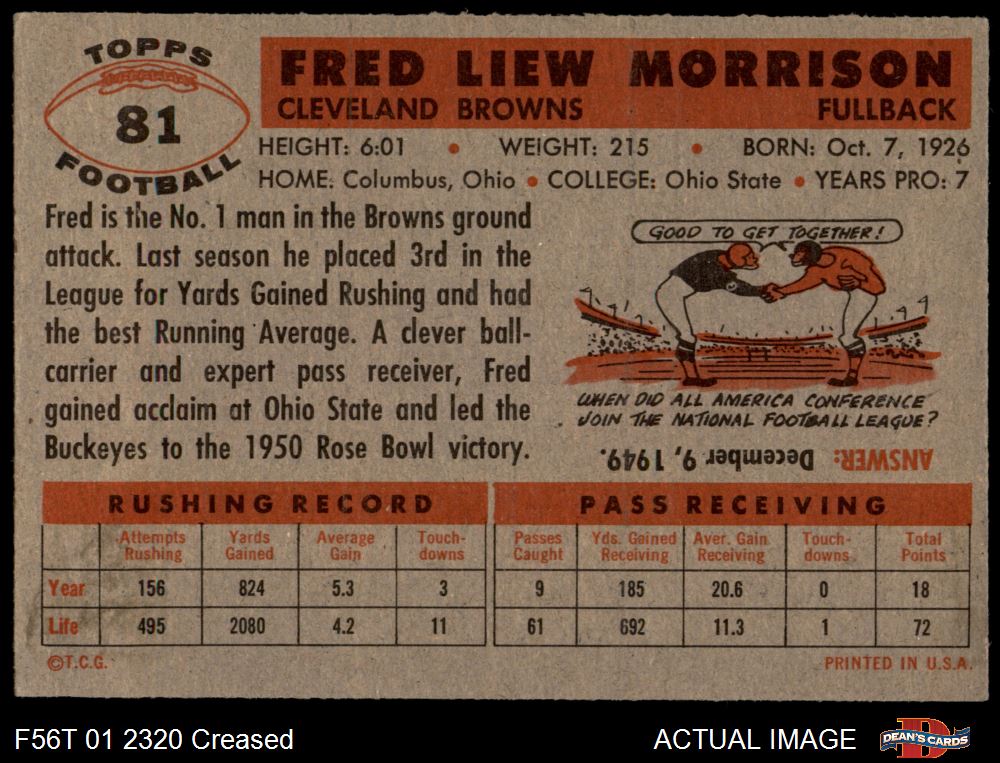 TOPPS
81
FOOTBALL
FRED LIEW MORRISON
CLEVELAND BROWNS FULLBACK
HEIGHT: 6:01 • WEIGHT: 215 • BORN: Oct. 7, 1926
HOME: Columbus, Ohio • COLLEGE: Ohio State • YEARS PRO: 7
Fred is the No. 1 man in the Browns ground
attack. Last season he placed 3rd in the
League for Yards Gained Rushing and had
the best Running Average. A clever ball-
carrier and expert pass receiver, Fred
gained acclaim at Ohio State and led the
Buckeyes to the 1950 Rose Bowl victory.
GOOD TO GET TOGETHER!
WHEN DID ALL AMERICA CONFERENCE
JOIN THE NATIONAL FOOTBALL LEAGUE?
ANSWER: December 9, 1949.
RUSHING RECORD PASS RECEIVING
Attempts Rushing Yards Gained Average Gain Touch-downs Passes Caught Yds. Gained Receiving Aver. Gain Receiving Touch-downs Total Points
Year 156 824 5.3 3 9 185 20.6 0 18
Life 495 2080 4.2 11 61 692 11.3 1 72
©T.C.G. PRINTED IN U.S.A.
F56T 01 2320 Creased ACTUAL IMAGE D DEAN'S CARDS